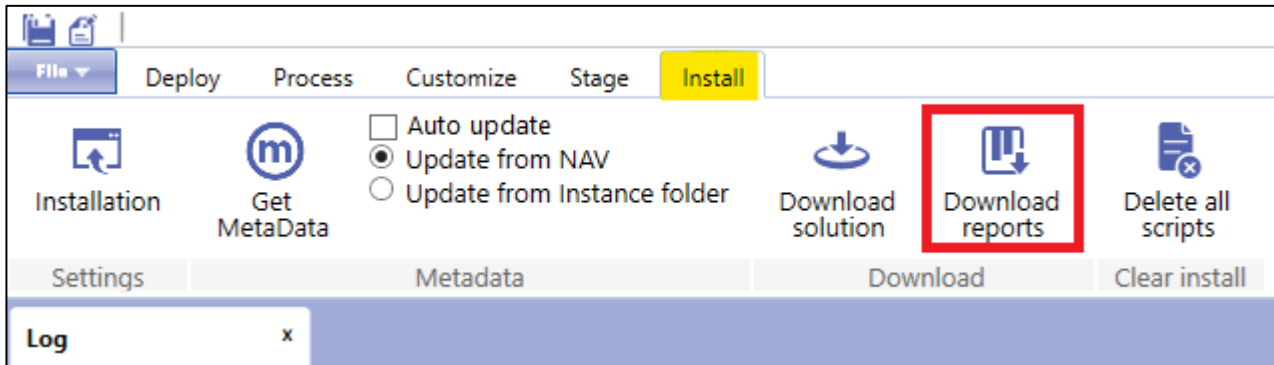 File
Deploy
Process
Customize
Stage
Install
Installation
Get
MetaData
Auto update
Update from NAV
Update from Instance folder
Download
solution
Download
reports
Delete all
scripts
Settings
Metadata
Download
Clear install
Log
x